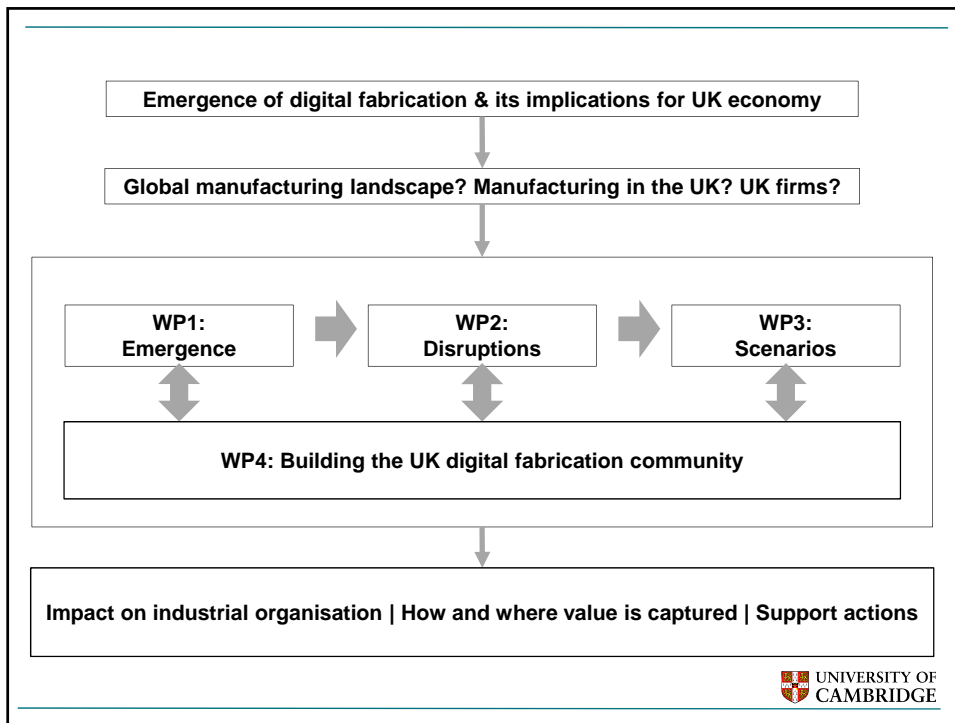 Emergence of digital fabrication & its implications for UK economy
Global manufacturing landscape? Manufacturing in the UK? UK firms?
WP1:
Emergence
WP2:
Disruptions
WP3:
Scenarios
WP4: Building the UK digital fabrication community
Impact on industrial organisation | How and where value is captured | Support actions
UNIVERSITY OF
CAMBRIDGE